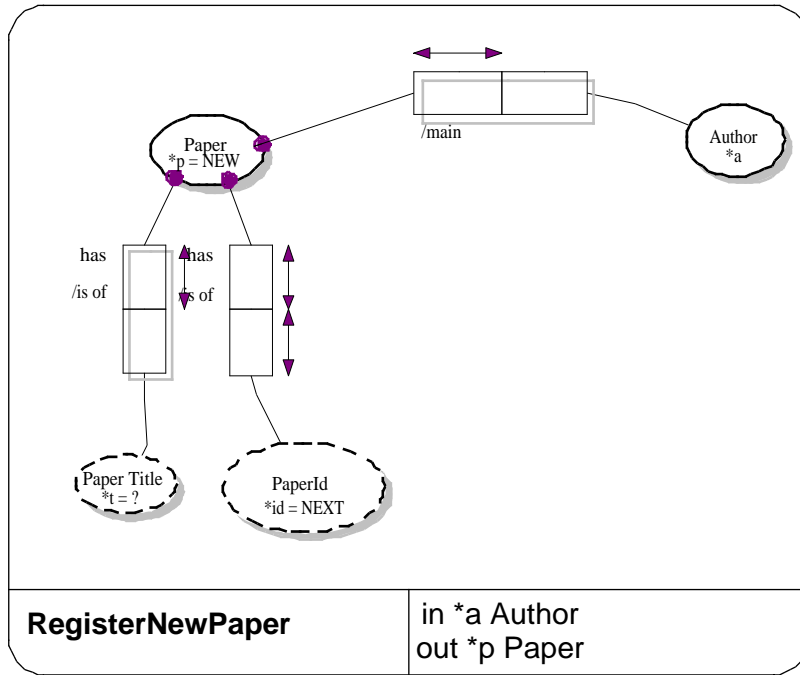 /main
Paper
*p = NEW
Author
*a
has
has
/is of
/is of
Paper Title
*t = ?
PaperId
*id = NEXT
RegisterNewPaper
in *a Author
out *p Paper